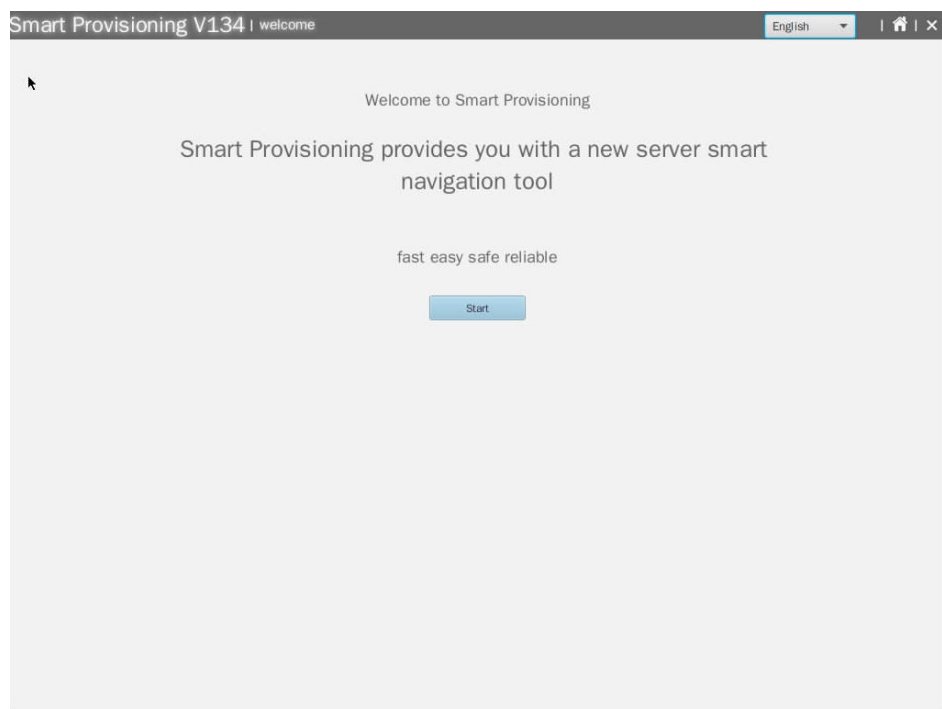 Smart Provisioning V134 | welcome
English
Welcome to Smart Provisioning
Smart Provisioning provides you with a new server smart
navigation tool
fast easy safe reliable
Start